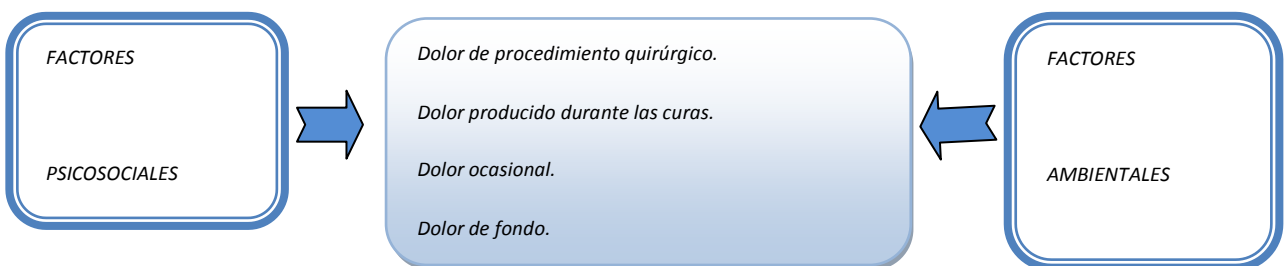 FACTORES
PSICOSOCIALES
Dolor de procedimiento quirúrgico.
Dolor producido durante las curas.
Dolor ocasional.
Dolor de fondo.
FACTORES
AMBIENTALES